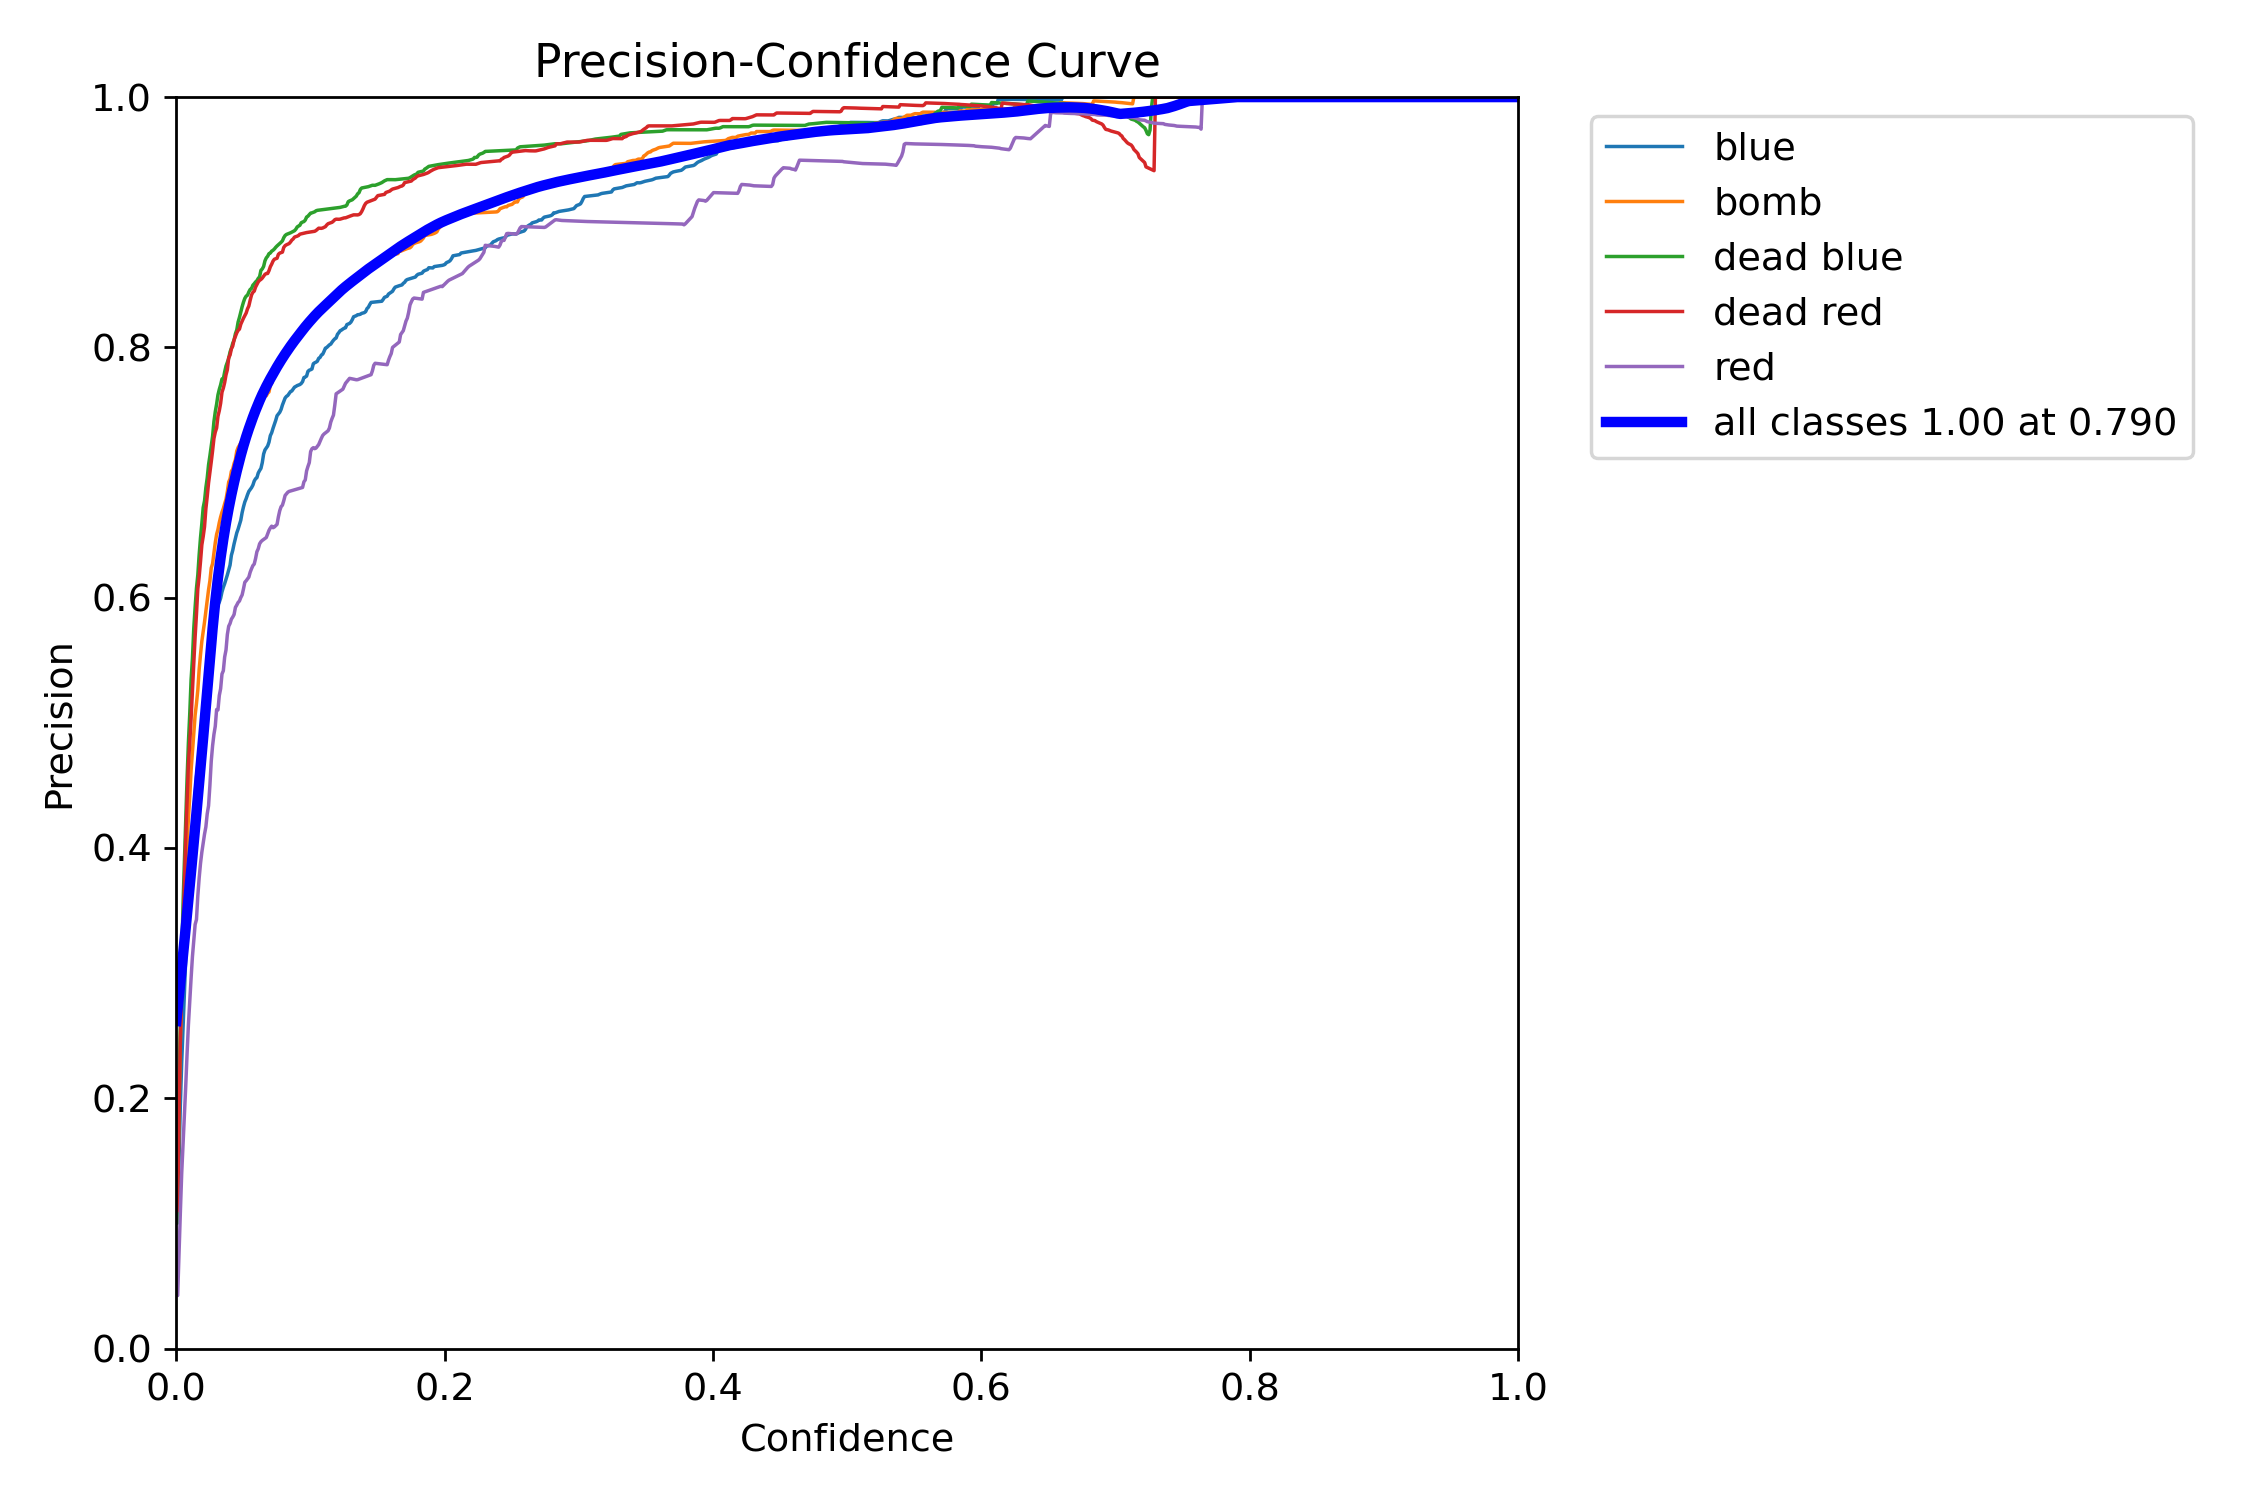 Precision-Confidence Curve
1.0
0.8
0.6
0.4
0.2
0.0
Precision
0.0 0.2 0.4 0.6 0.8 1.0
Confidence
blue
bomb
dead blue
dead red
red
all classes 1.00 at 0.790